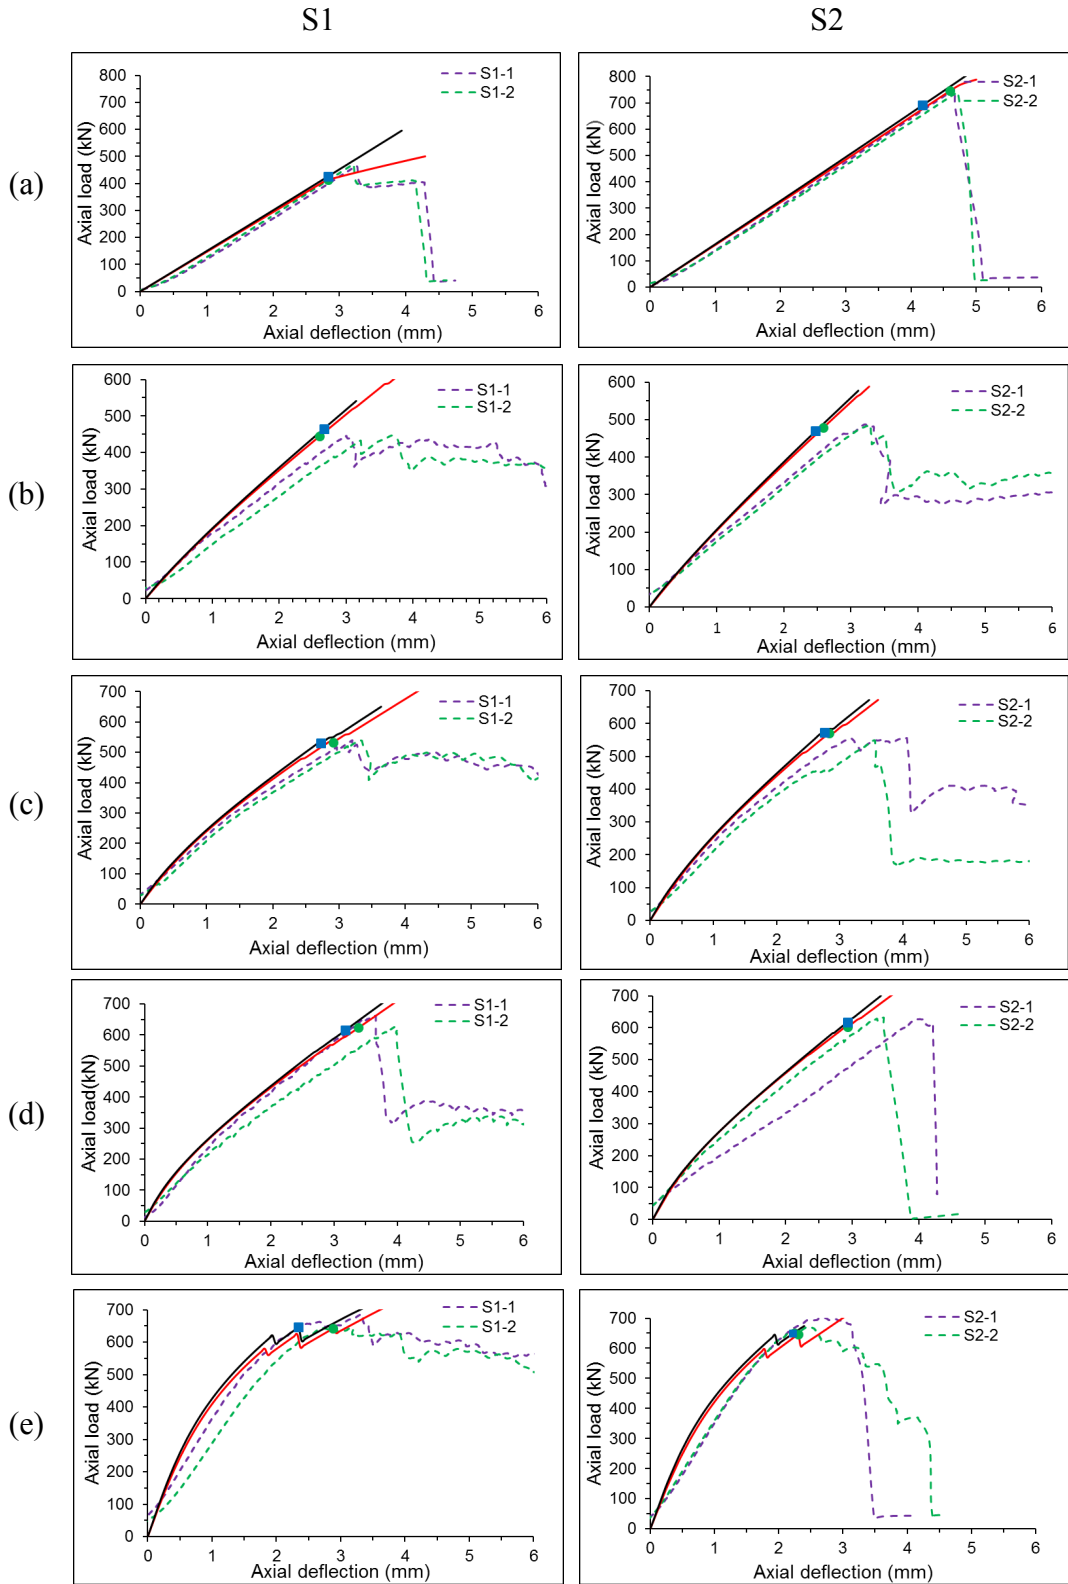 S1 S2
(a)
Axial load (kN)
800
700
600
500
400
300
200
100
0
0 1 2 3 4 5 6
Axial deflection (mm)
S1-1
S1-2
Axial load (kN)
800
700
600
500
400
300
200
100
0
0 1 2 3 4 5 6
Axial deflection (mm)
S2-1
S2-2
(b)
Axial load (kN)
600
500
400
300
200
100
0
0 1 2 3 4 5 6
Axial deflection (mm)
S1-1
S1-2
Axial load (kN)
600
500
400
300
200
100
0
0 1 2 3 4 5 6
Axial deflection (mm)
S2-1
S2-2
(c)
Axial load (kN)
700
600
500
400
300
200
100
0
0 1 2 3 4 5 6
Axial deflection (mm)
S1-1
S1-2
Axial load (kN)
700
600
500
400
300
200
100
0
0 1 2 3 4 5 6
Axial deflection (mm)
S2-1
S2-2
(d)
Axial load(kN)
700
600
500
400
300
200
100
0
0 1 2 3 4 5 6
Axial deflection (mm)
S1-1
S1-2
Axial load (kN)
700
600
500
400
300
200
100
0
0 1 2 3 4 5 6
Axial deflection (mm)
S2-1
S2-2
(e)
Axial load (kN)
700
600
500
400
300
200
100
0
0 1 2 3 4 5 6
Axial deflection (mm)
S1-1
S1-2
Axial load (kN)
700
600
500
400
300
200
100
0
0 1 2 3 4 5 6
Axial deflection (mm)
S2-1
S2-2